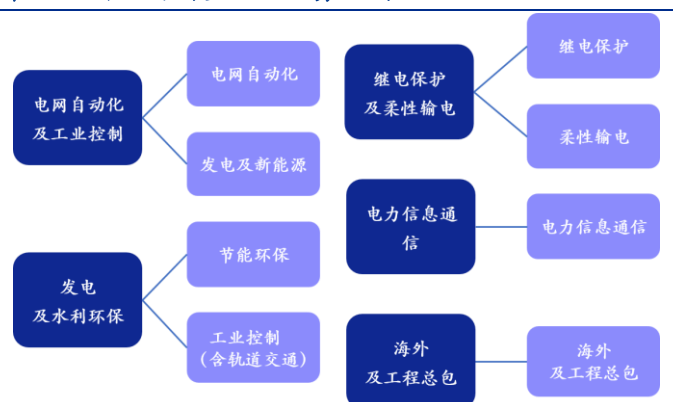 电网自动化
及工业控制
电网自动化
发电及新能源
发电
及水利环保
节能环保
工业控制
(含轨道交通)
继电保护
及柔性输电
继电保护
柔性输电
电力信息通
信
电力信息通信
海外
及工程总包
海外
及工程总包